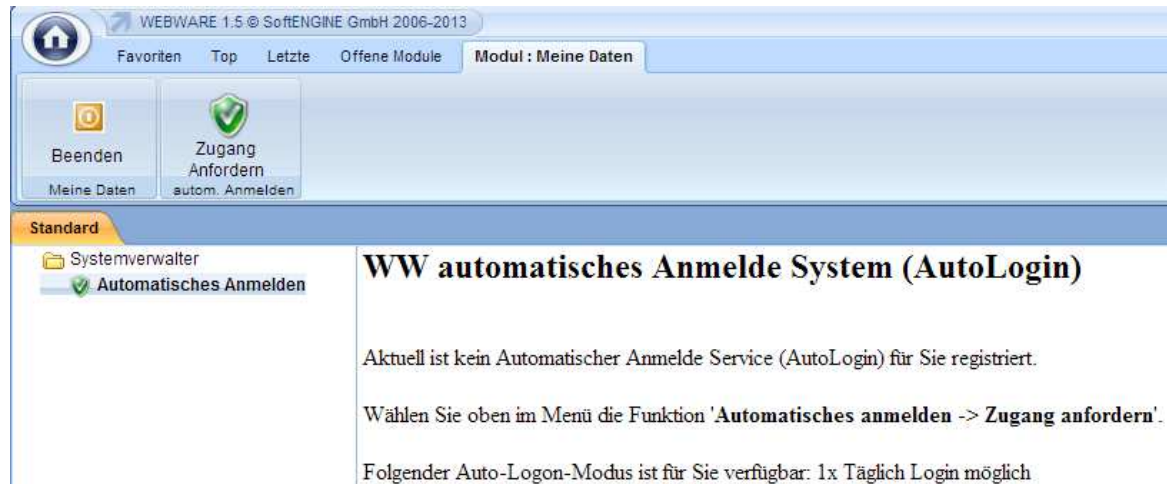 WEBWARE 1.5 © SoftENGINE GmbH 2006-2013
Favoriten Top Letzte Offene Module Modul : Meine Daten
Beenden
Zugang
Anfordern
Meine Daten autom. Anmelden
Standard
Systemverwalter
Automatisches Anmelden
WW automatisches Anmelde System (AutoLogin)
Aktuell ist kein Automatischer Anmelde Service (AutoLogin) für Sie registriert.
Wählen Sie oben im Menü die Funktion 'Automatisches anmelden -> Zugang anfordern'.
Folgender Auto-Logon-Modus ist für Sie verfügbar: 1x Täglich Login möglich